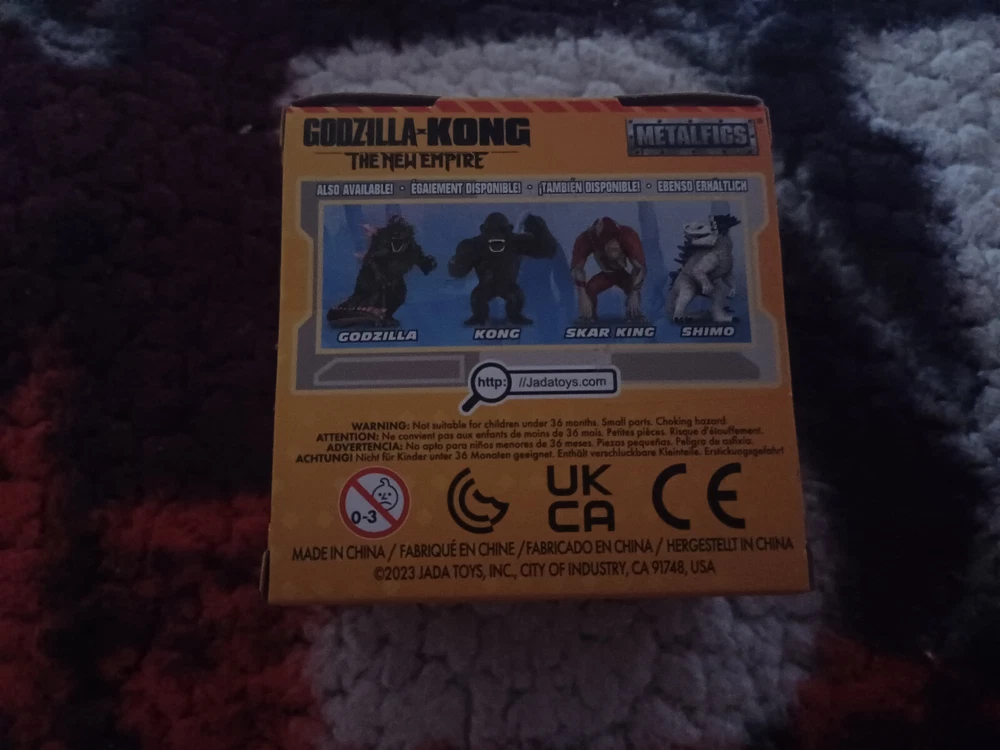 GODZILLA×KONG
THE NEW EMPIRE
METALFIGS
ALSO AVAILABLE! • ÉGAIEMENT DISPONIBLE! • ¡TAMBIÉN DISPONIBLE! • EBENSO ERHÄLTLICH
GODZILLA
KONG
SKAR KING
SHIMO
http: //Jadatoys.com
WARNING: Not suitable for children under 36 months. Small parts. Choking hazard.
ATTENTION: Ne convient pas aux enfants de moins de 36 mois. Petites pièces. Risque d'étouffement.
ADVERTENCIA: No apto para niños menores de 36 meses. Piezas pequeñas. Peligro de asfixia.
ACHTUNG! Nicht für Kinder unter 36 Monaten geeignet. Enthält verschluckbare Kleinteile. Erstickungsgefahr!
0-3
UK
CA
CE
MADE IN CHINA / FABRIQUÉ EN CHINE / FABRICADO EN CHINA / HERGESTELLT IN CHINA
©2023 JADA TOYS, INC., CITY OF INDUSTRY, CA 91748, USA